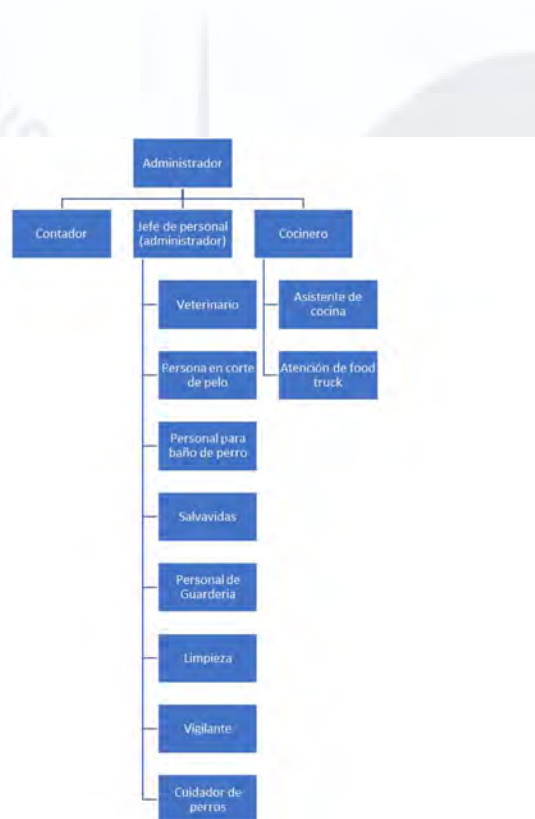 Administrador
Contador
Jefe de personal
(administrador)
Cocinero
Veterinario
Asistente de
cocina
Persona en corte
de pelo
Atención de food
truck
Personal para
baño de perro
Salvavidas
Personal de
Guarderia
Limpieza
Vigilante
Cuidador de
perros